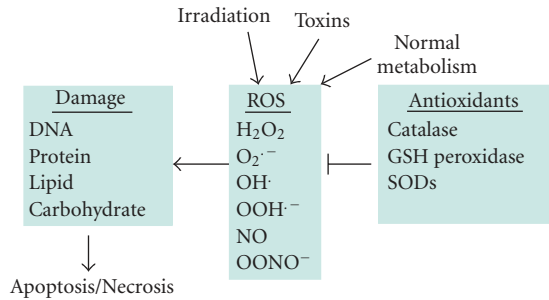 Irradiation
Toxins
Normal
metabolism
Damage
DNA
Protein
Lipid
Carbohydrate
Apoptosis/Necrosis
ROS
H₂O₂
O₂·⁻
OH·
OOH·⁻
NO
OONO⁻
Antioxidants
Catalase
GSH peroxidase
SODs